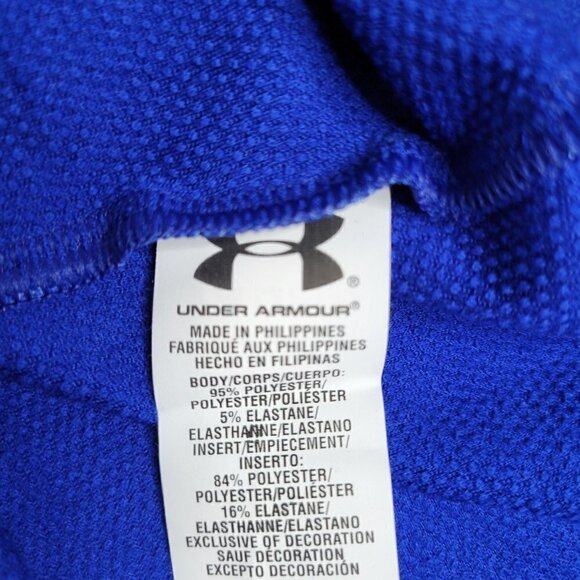 UNDER ARMOUR®
MADE IN PHILIPPINES
FABRIQUÉ AUX PHILIPPINES
HECHO EN FILIPINAS
BODY/CORPS/CUERPO:
95% POLYESTER/
POLYESTER/POLIÉSTER
5% ELASTANE/
ELASTHANNE/ELASTANO
INSERT/EMPIECEMENT/
INSERTO:
84% POLYESTER/
POLYESTER/POLIÉSTER
16% ELASTANE/
ELASTHANNE/ELASTANO
EXCLUSIVE OF DECORATION
SAUF DÉCORATION
EXCEPTO DECORACIÓN